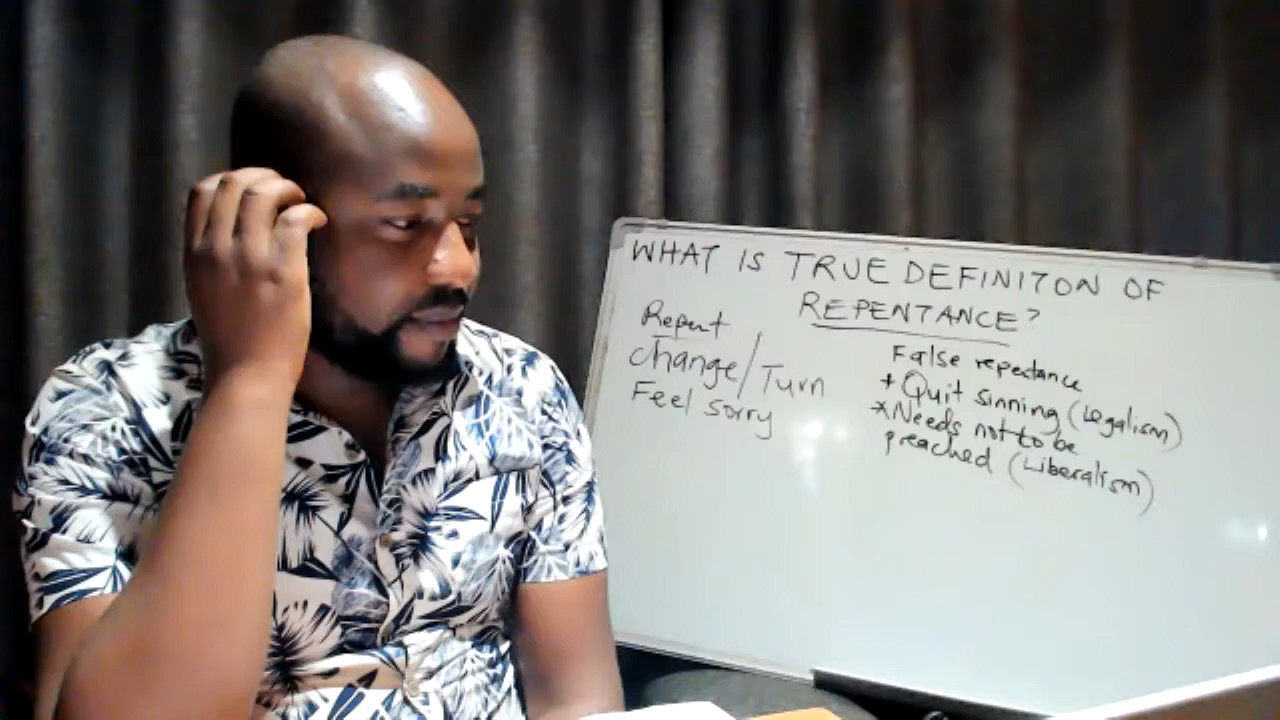 WHAT IS TRUE DEFINITON OF
REPENTANCE?
Repent
change/Turn
Feel sorry
False repectance
+ Quit sinning (Legalism)
*Needs not to be
preached (Liberalism)